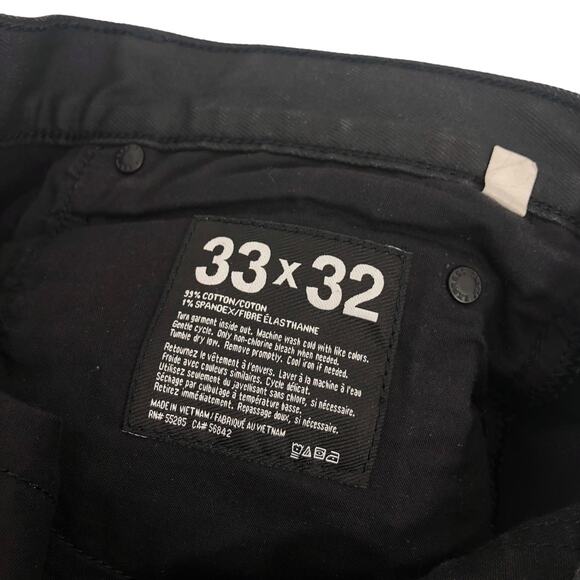 33 x 32
99% COTTON/COTON
1% SPANDEX/FIBRE ÉLASTHANNE
Turn garment inside out. Machine wash cold with like colors.
Gentle cycle. Only non-chlorine bleach when needed.
Tumble dry low. Remove promptly. Cool iron if needed.
Retournez le vêtement à l'envers. Laver à la machine à l'eau
froide avec couleurs similaires. Cycle délicat.
Utilisez seulement du javellisant sans chlore, si nécessaire.
Séchage par culbutage à température basse.
Retirez immédiatement. Repassage doux, si nécessaire.
MADE IN VIETNAM/FABRIQUÉ AU VIETNAM
RN# 55285 CA# 56842